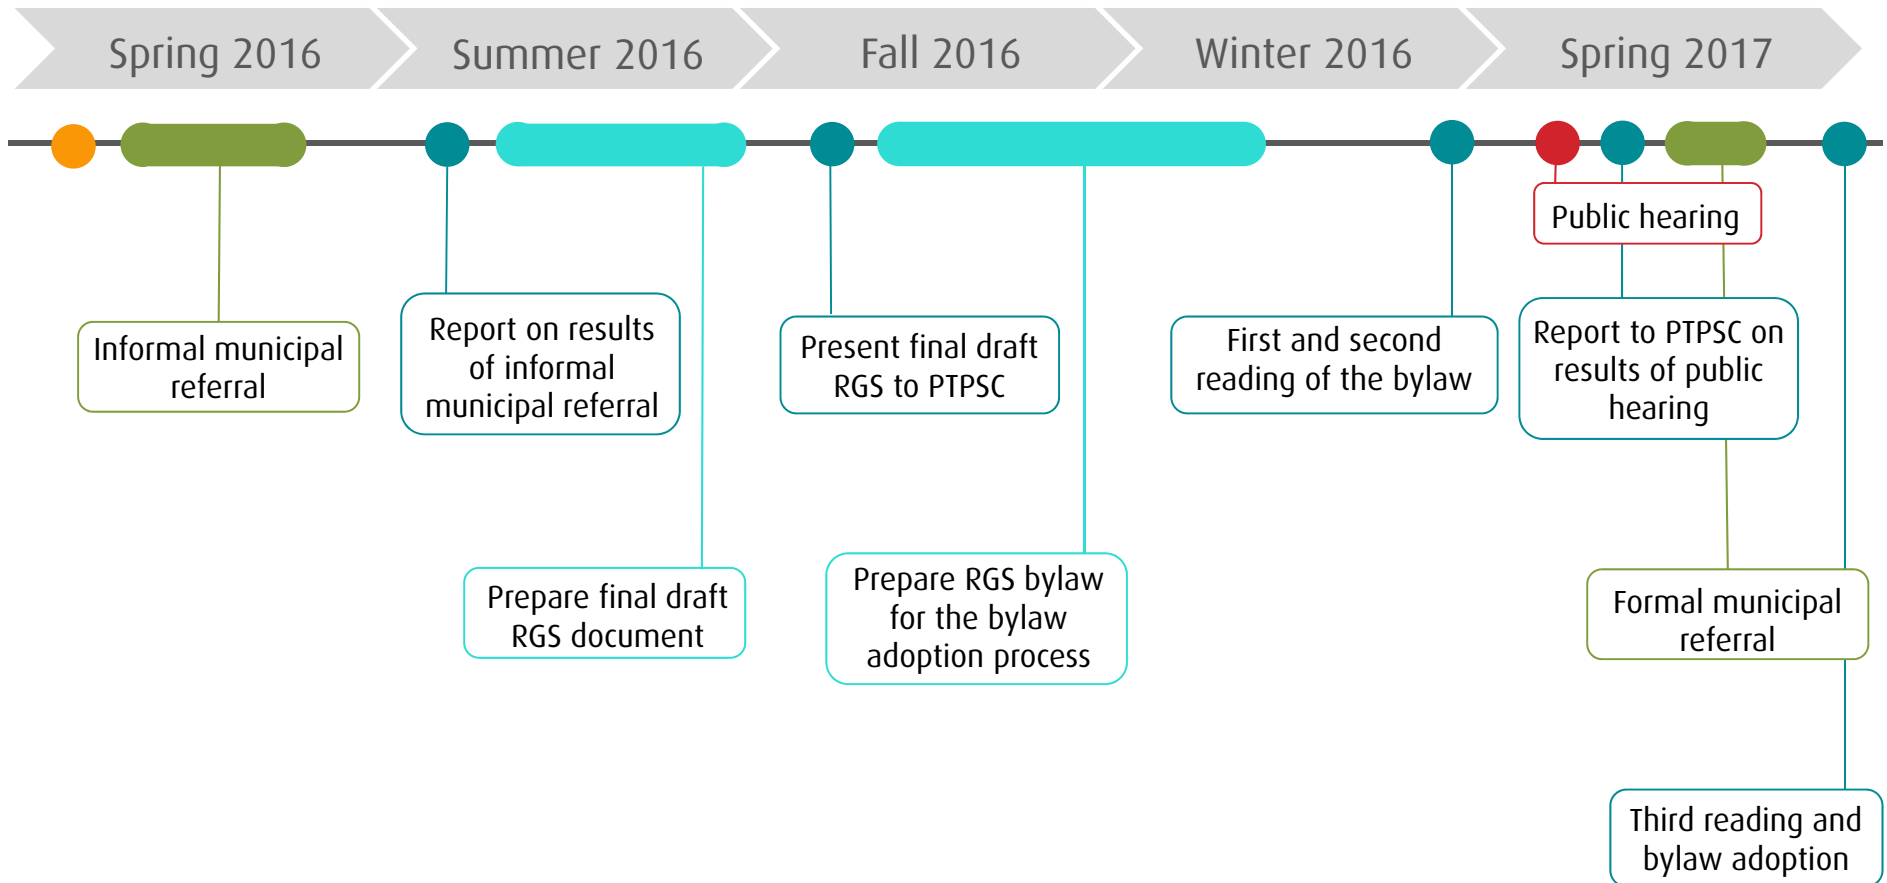 Spring 2016
Summer 2016
Fall 2016
Winter 2016
Spring 2017
Public hearing
Informal municipal
referral
Report on results
of informal
municipal referral
Present final draft
RGS to PTPSC
First and second
reading of the bylaw
Report to PTPSC on
results of public
hearing
Prepare final draft
RGS document
Prepare RGS bylaw
for the bylaw
adoption process
Formal municipal
referral
Third reading and
bylaw adoption